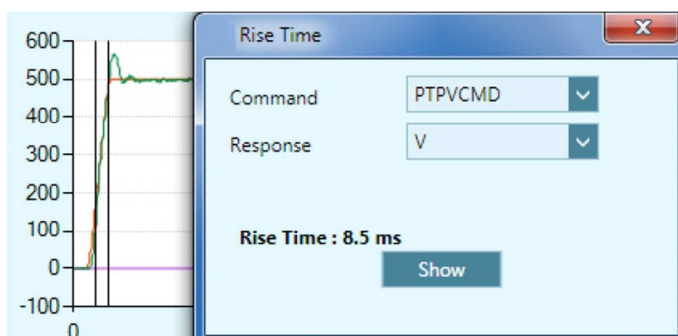 600
500
400
300
200
100
0
-100
0
Rise Time
Command PTPVCMD
Response V
Rise Time : 8.5 ms
Show